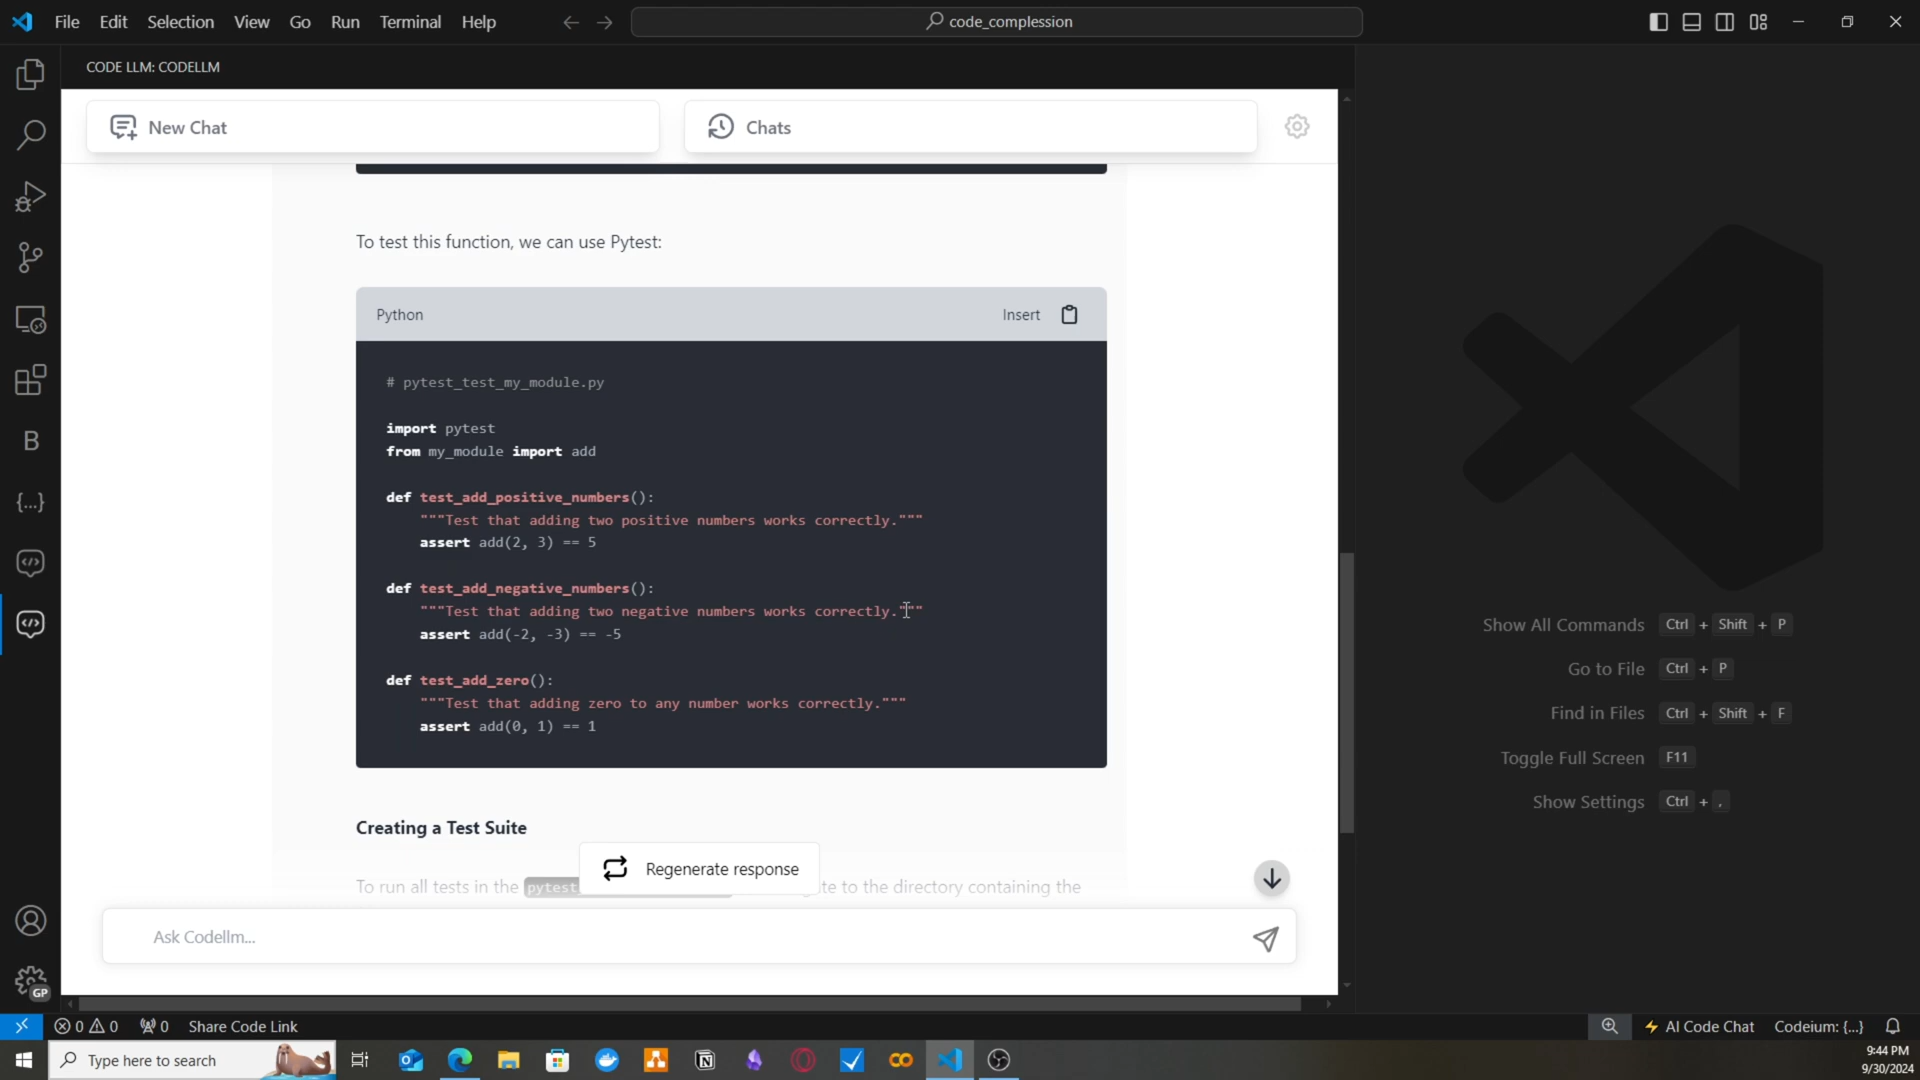 File Edit Selection View Go Run Terminal Help
code_complession
CODE LLM: CODELLM
New Chat
Chats
To test this function, we can use Pytest:
Python
Insert
# pytest_test_my_module.py
import pytest
from my_module import add
def test_add_positive_numbers():
"""Test that adding two positive numbers works correctly."""
assert add(2, 3) == 5
def test_add_negative_numbers():
"""Test that adding two negative numbers works correctly."""
assert add(-2, -3) == -5
def test_add_zero():
"""Test that adding zero to any number works correctly."""
assert add(0, 1) == 1
Creating a Test Suite
Regenerate response
To run all tests in the pytest te to the directory containing the
Ask Codellm...
Show All Commands Ctrl + Shift + P
Go to File Ctrl + P
Find in Files Ctrl + Shift + F
Toggle Full Screen F11
Show Settings Ctrl + ,
B
{...}
GP
0 0 0 Share Code Link
AI Code Chat Codeium: {...}
Type here to search
9:44 PM
9/30/2024